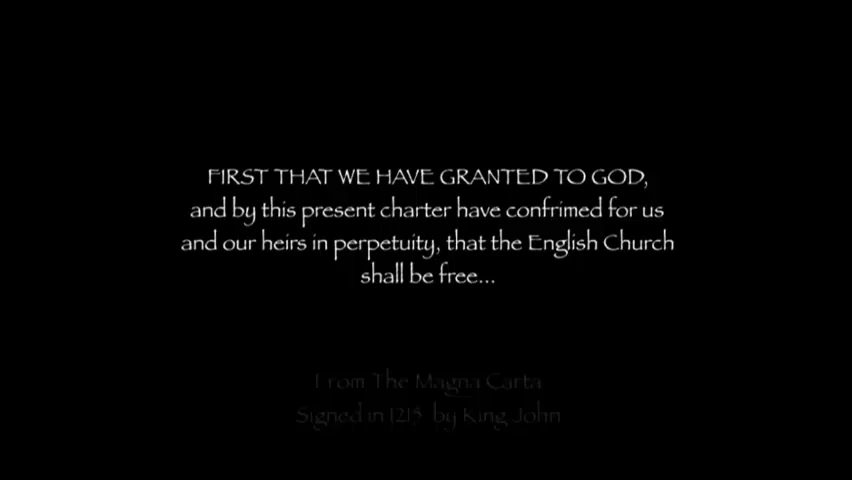 FIRST THAT WE HAVE GRANTED TO GOD,
and by this present charter have confrimed for us
and our heirs in perpetuity, that the English Church
shall be free...
From The Magna Carta
Signed in 1215 by King John